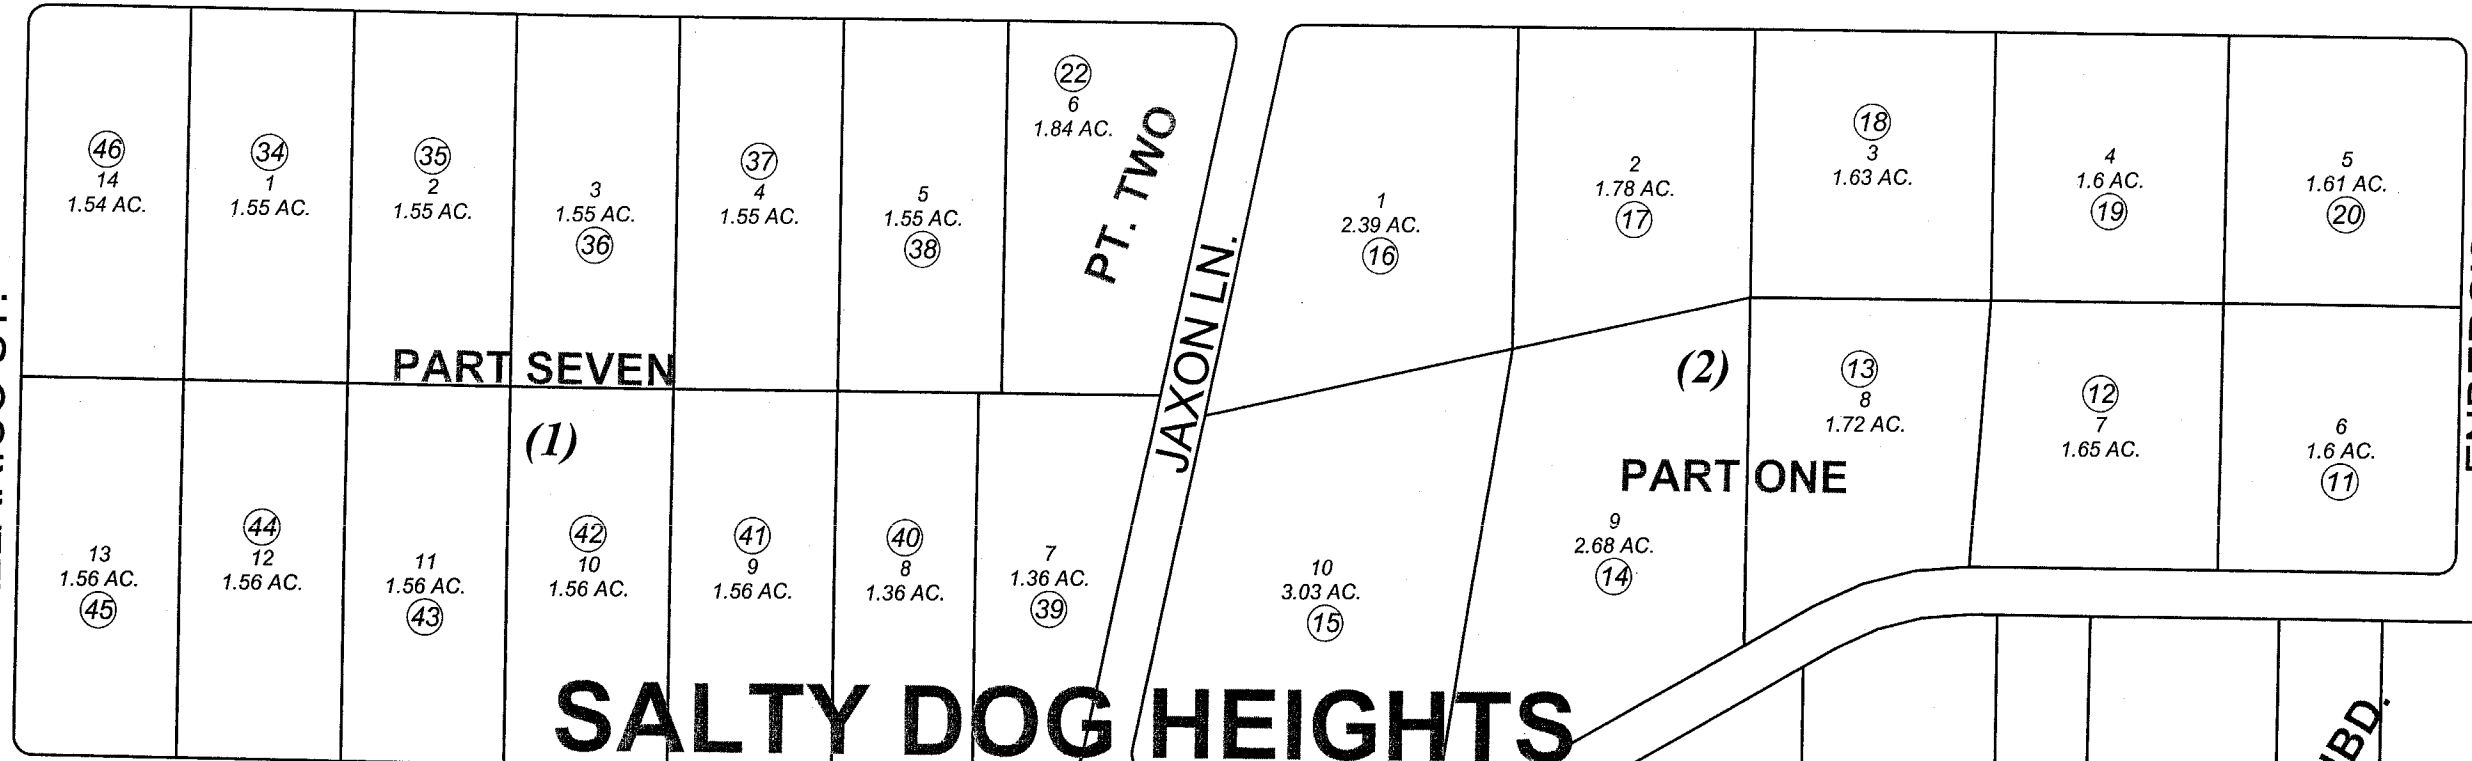 46
14
1.54 AC.
34
1
1.55 AC.
35
2
1.55 AC.
3
1.55 AC.
36
37
4
1.55 AC.
5
1.55 AC.
38
22
6
1.84 AC.
PT. TWO
JAXON LN.
1
2.39 AC.
16
2
1.78 AC.
17
18
3
1.63 AC.
4
1.6 AC.
19
5
1.61 AC.
20
PART SEVEN
(1)
(2)
PART ONE
13
1.56 AC.
45
44
12
1.56 AC.
11
1.56 AC.
43
42
10
1.56 AC.
41
9
1.56 AC.
40
8
1.36 AC.
7
1.36 AC.
39
10
3.03 AC.
15
9
2.68 AC.
14
13
8
1.72 AC.
12
7
1.65 AC.
6
1.6 AC.
11
SALTY DOG HEIGHTS